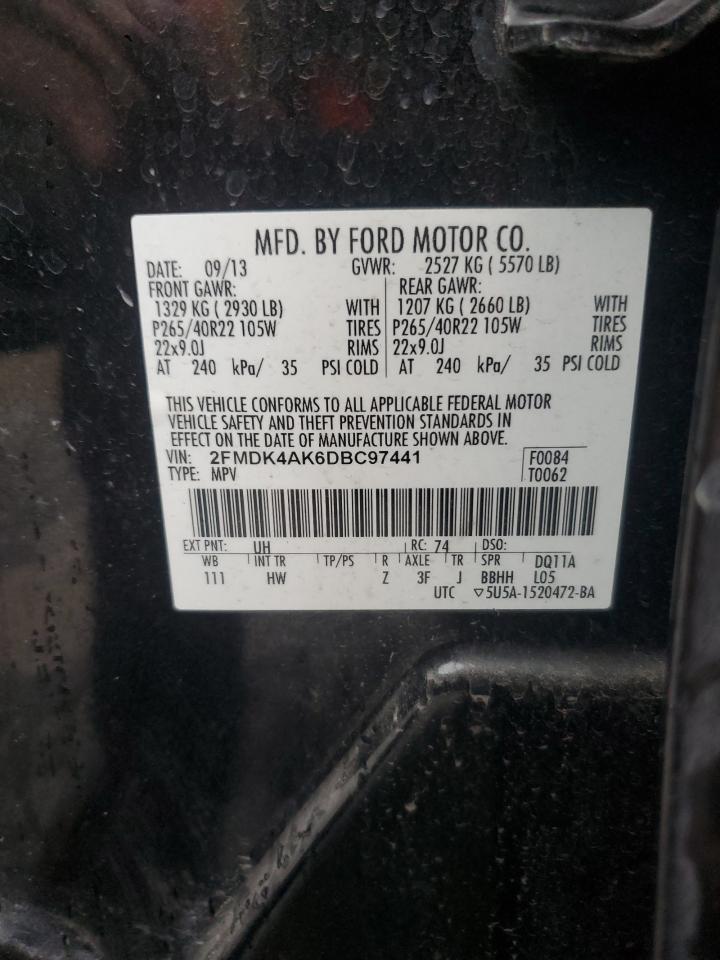 MFD. BY FORD MOTOR CO.
DATE: 09/13 GVWR: 2527 KG ( 5570 LB)
FRONT GAWR: REAR GAWR:
1329 KG ( 2930 LB) WITH 1207 KG ( 2660 LB) WITH
P265/40R22 105W TIRES P265/40R22 105W TIRES
22x9.0J RIMS 22x9.0J RIMS
AT 240 kPa/ 35 PSI COLD AT 240 kPa/ 35 PSI COLD
THIS VEHICLE CONFORMS TO ALL APPLICABLE FEDERAL MOTOR
VEHICLE SAFETY AND THEFT PREVENTION STANDARDS IN
EFFECT ON THE DATE OF MANUFACTURE SHOWN ABOVE.
VIN: 2FMDK4AK6DBC97441 F0084
TYPE: MPV T0062
EXT PNT: UH RC: 74 DSO:
WB INT TR TP/PS R AXLE TR SPR DQ11A
111 HW Z 3F J BBHH L05
UTC ▽5U5A-1520472-BA